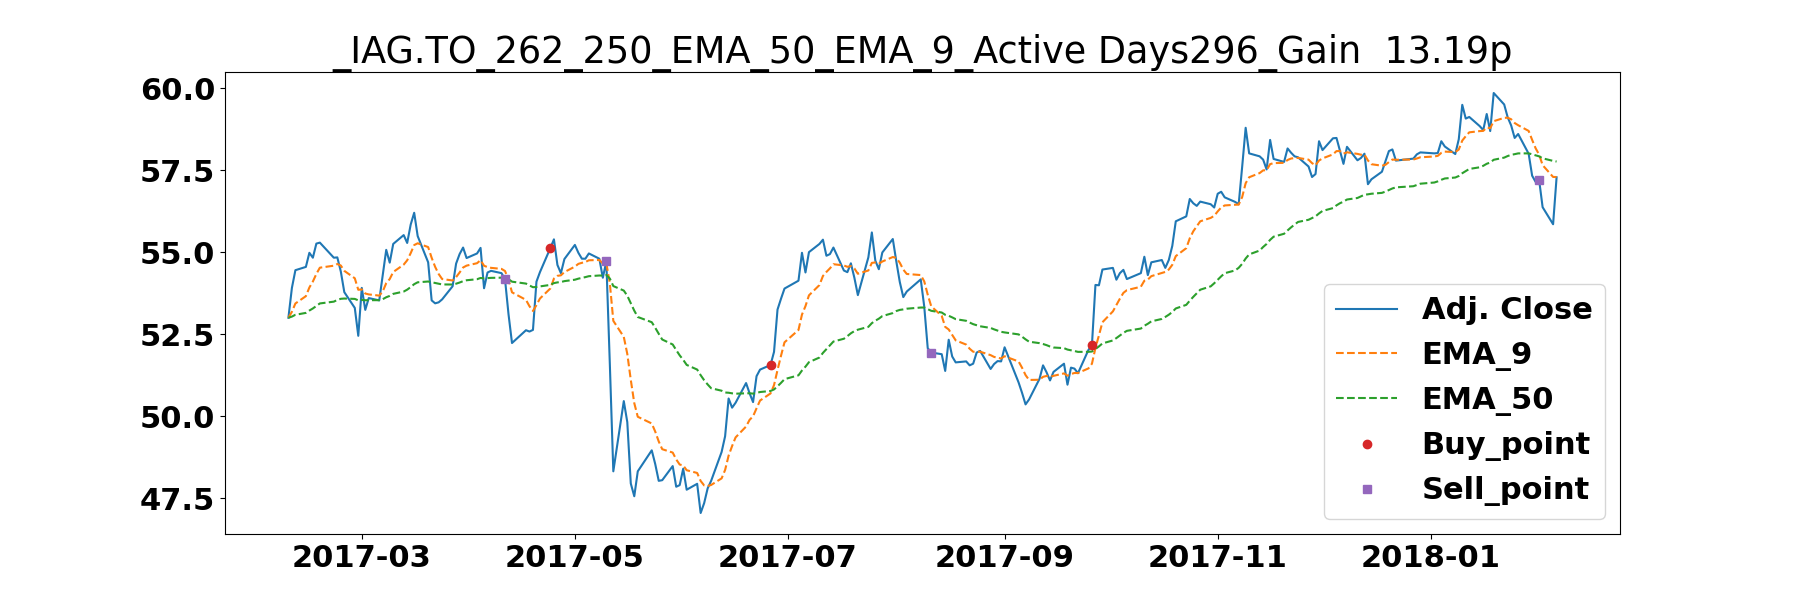 _IAG.TO_262_250_EMA_50_EMA_9_Active Days296_Gain  13.19p
60.0
57.5
55.0
52.5
50.0
47.5
Adj. Close
EMA_9
EMA_50
Buy_point
Sell_point
2017-03 2017-05 2017-07 2017-09 2017-11 2018-01